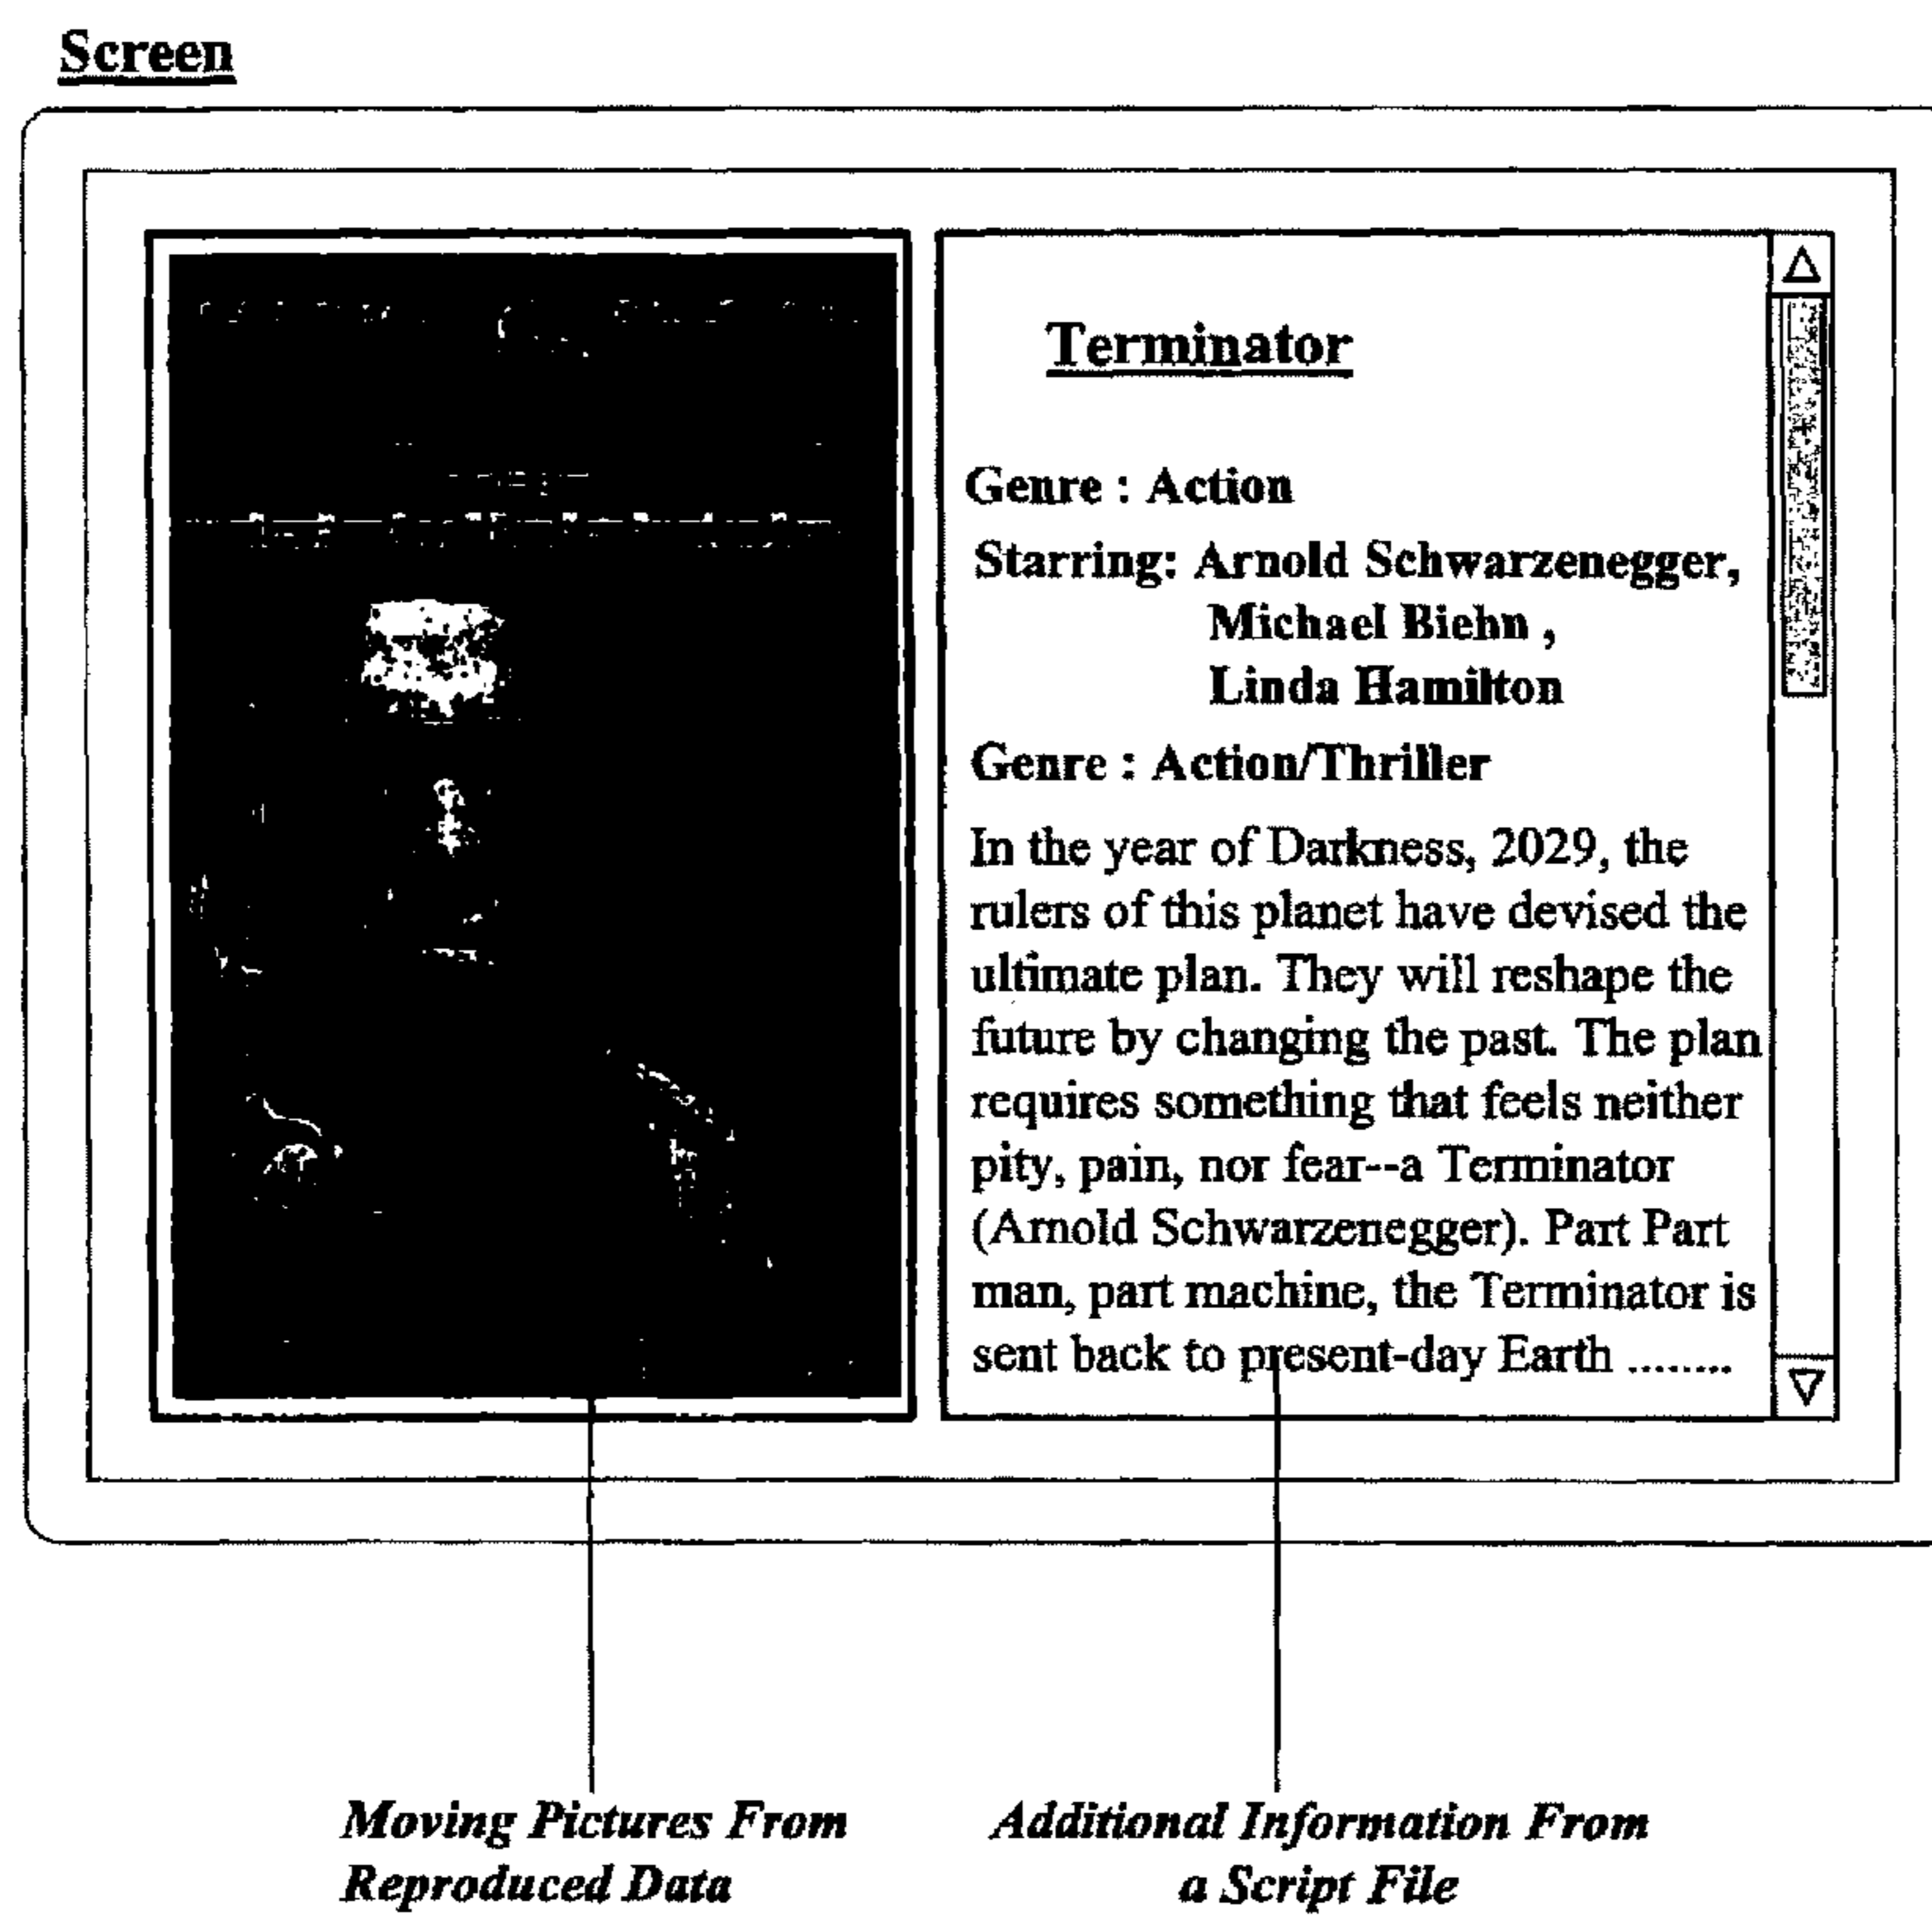 Screen
Terminator
Genre : Action
Starring: Arnold Schwarzenegger,
Michael Biehn ,
Linda Hamilton
Genre : Action/Thriller
In the year of Darkness, 2029, the
rulers of this planet have devised the
ultimate plan. They will reshape the
future by changing the past. The plan
requires something that feels neither
pity, pain, nor fear--a Terminator
(Arnold Schwarzenegger). Part Part
man, part machine, the Terminator is
sent back to present-day Earth ........
Moving Pictures From
Reproduced Data
Additional Information From
a Script File